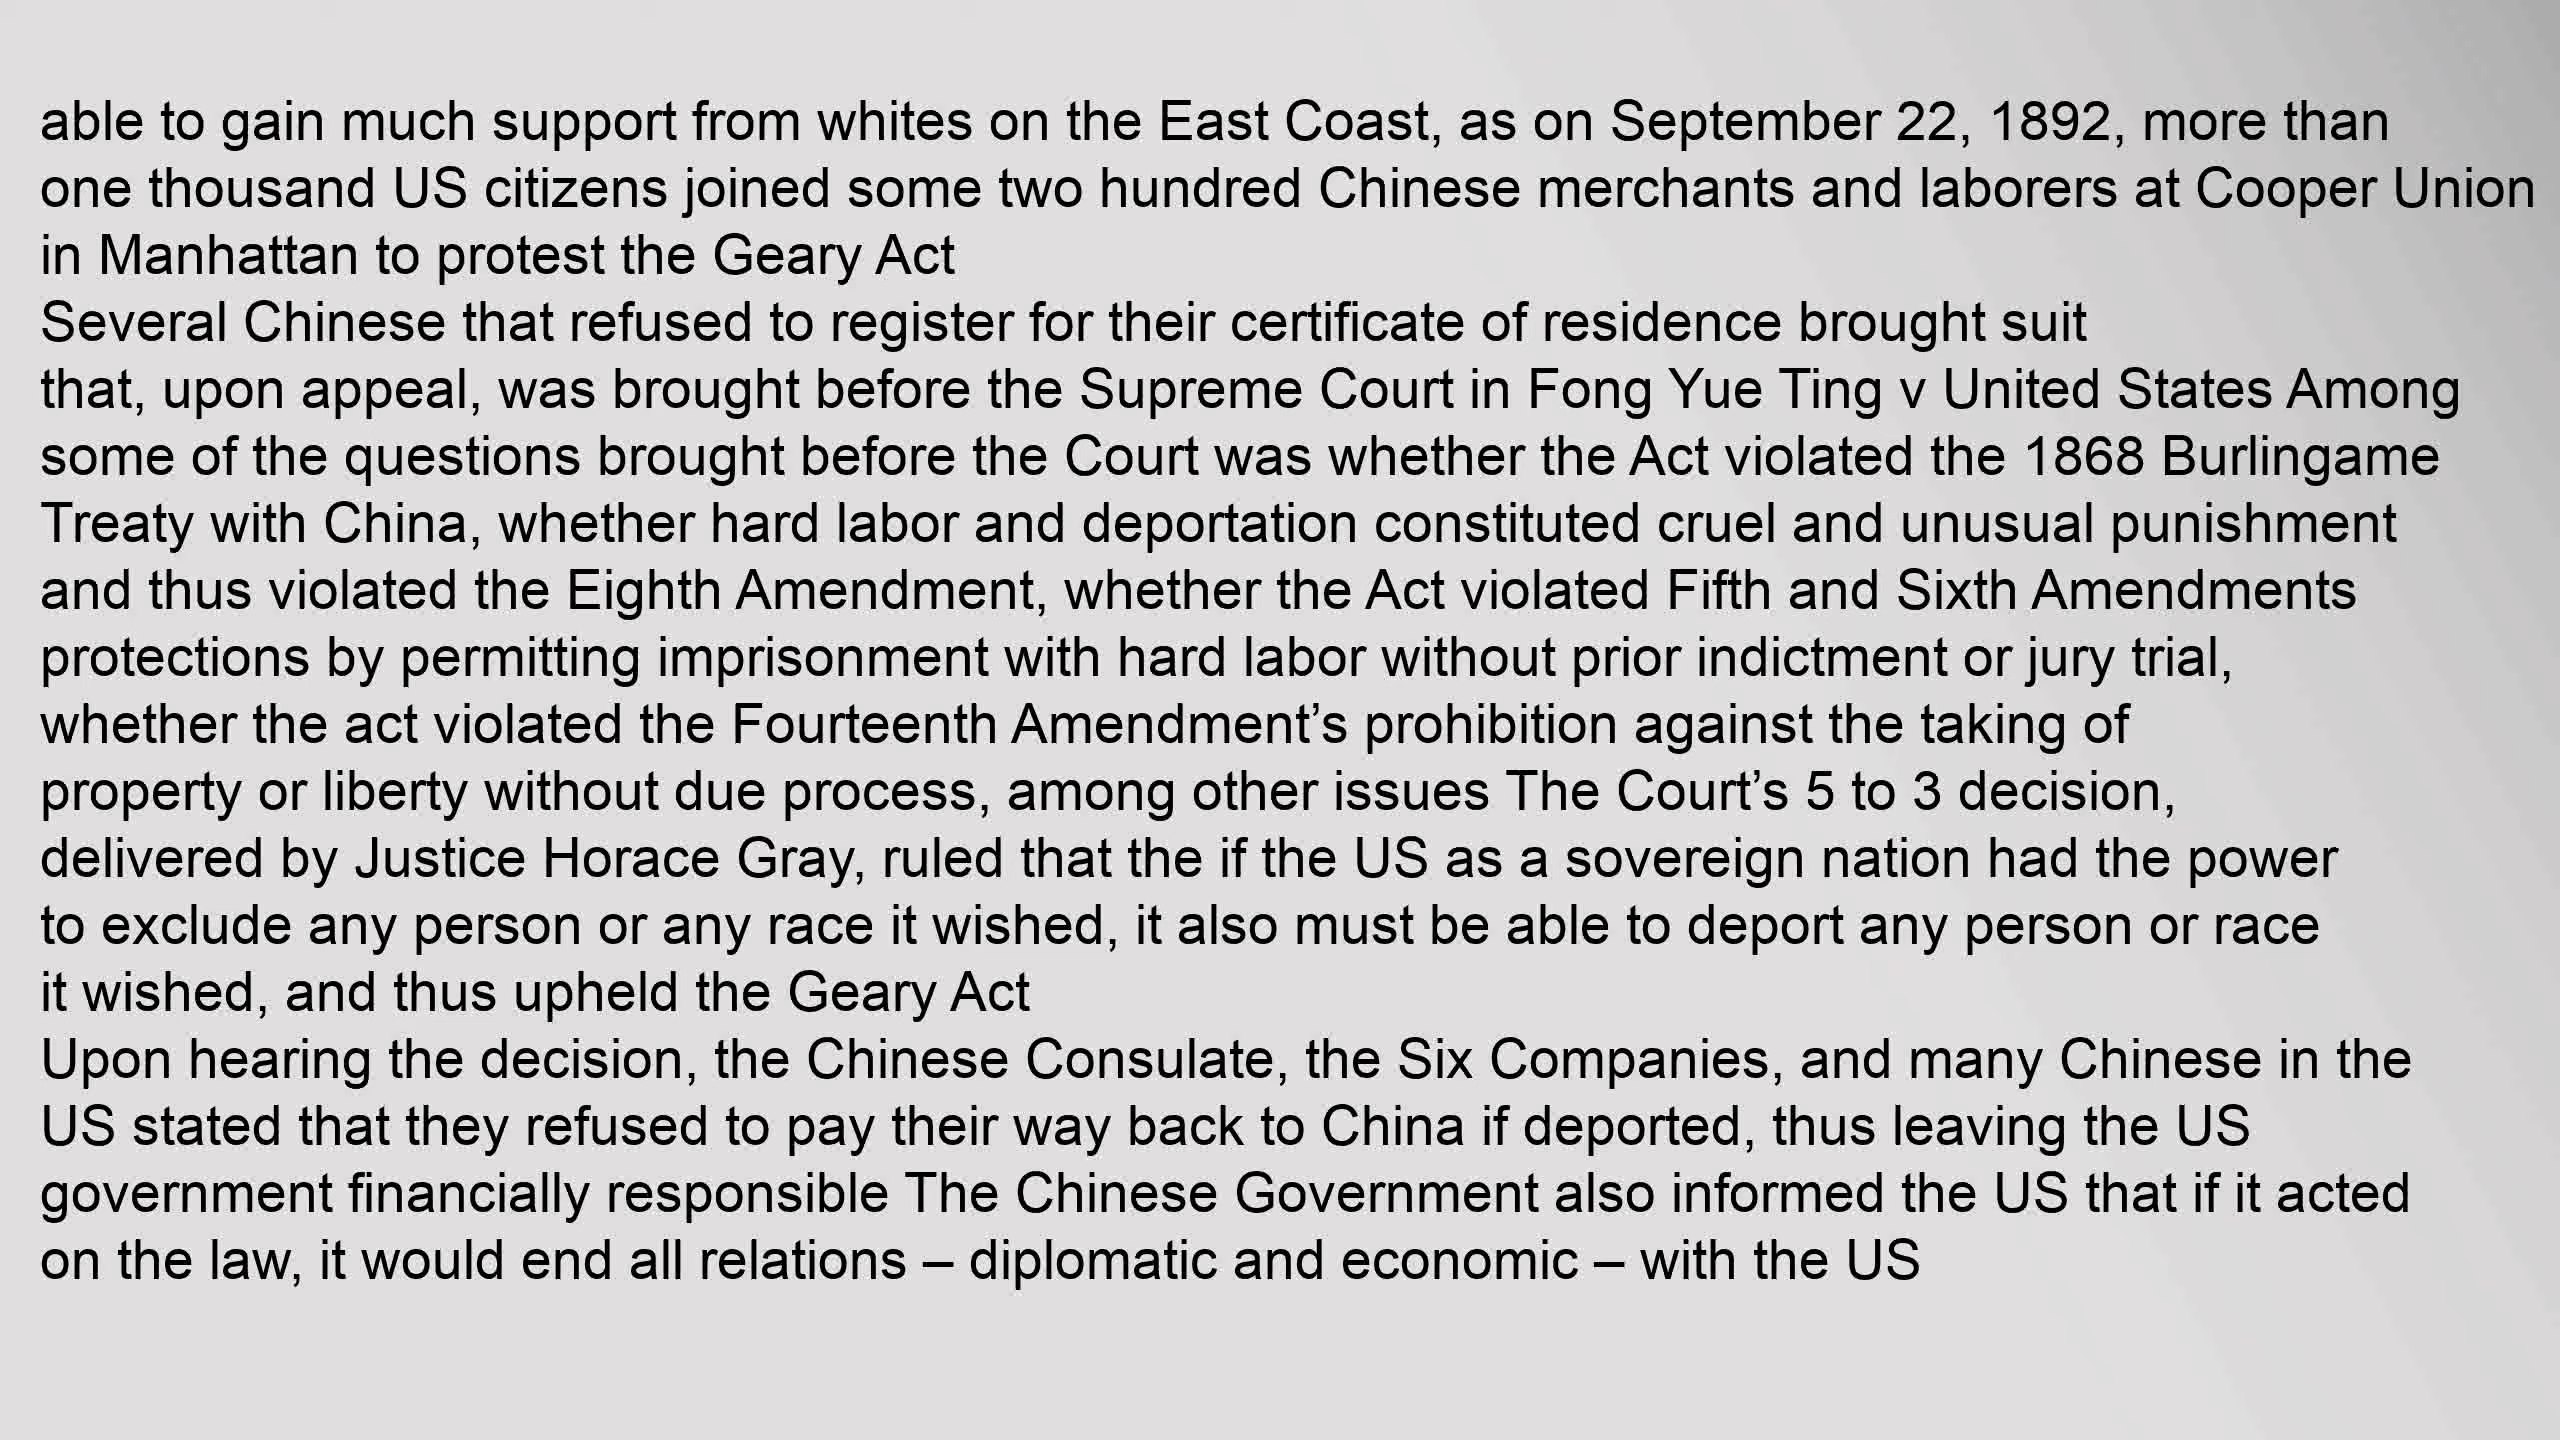 able to gain much support from whites on the East Coast, as on September 22, 1892, more than
one thousand US citizens joined some two hundred Chinese merchants and laborers at Cooper Union
in Manhattan to protest the Geary Act
Several Chinese that refused to register for their certificate of residence brought suit
that, upon appeal, was brought before the Supreme Court in Fong Yue Ting v United States Among
some of the questions brought before the Court was whether the Act violated the 1868 Burlingame
Treaty with China, whether hard labor and deportation constituted cruel and unusual punishment
and thus violated the Eighth Amendment, whether the Act violated Fifth and Sixth Amendments
protections by permitting imprisonment with hard labor without prior indictment or jury trial,
whether the act violated the Fourteenth Amendment’s prohibition against the taking of
property or liberty without due process, among other issues The Court’s 5 to 3 decision,
delivered by Justice Horace Gray, ruled that the if the US as a sovereign nation had the power
to exclude any person or any race it wished, it also must be able to deport any person or race
it wished, and thus upheld the Geary Act
Upon hearing the decision, the Chinese Consulate, the Six Companies, and many Chinese in the
US stated that they refused to pay their way back to China if deported, thus leaving the US
government financially responsible The Chinese Government also informed the US that if it acted
on the law, it would end all relations – diplomatic and economic – with the US